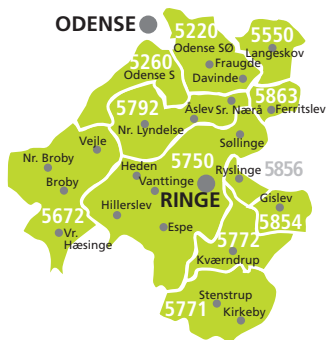 ODENSE
5220
Odense SØ
Fraugde
Davinde
5550
Langeskov
5260
Odense S
5792
Nr. Lyndelse
Åslev
Sr. Nærå
5863
Ferritslev
Søllinge
Vejle
Nr. Broby
Broby
Heden
Vanttinge
5750
RINGE
Ryslinge
5856
Hillerslev
Espe
5672
Vr.
Hæsinge
Gislev
5854
5772
Kværndrup
5771
Stenstrup
Kirkeby